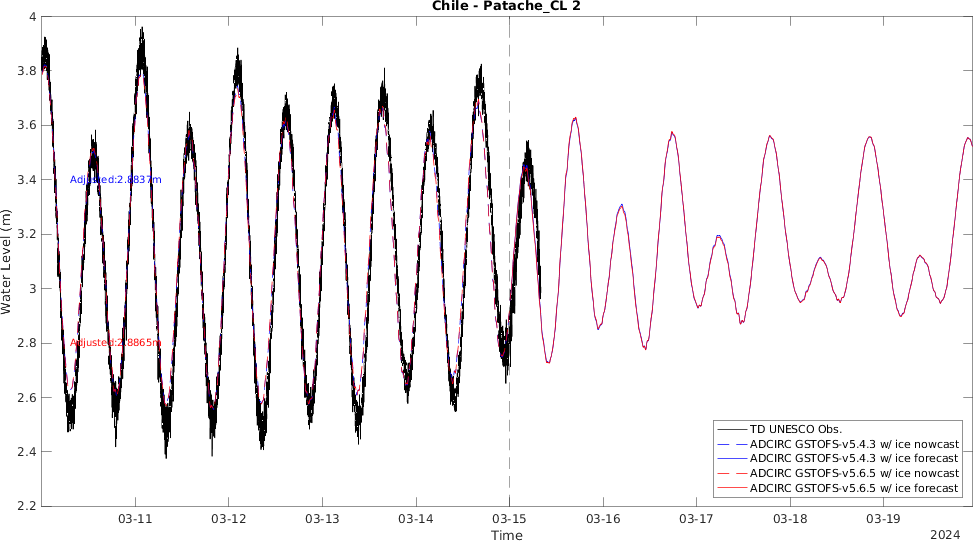 Chile - Patache_CL 2
4
3.8
3.6
3.4
3.2
3
2.8
2.6
2.4
2.2
Water Level (m)
Adjusted:2.8837m
Adjusted:2.8865m
TD UNESCO Obs.
ADCIRC GSTOFS-v5.4.3 w/ ice nowcast
ADCIRC GSTOFS-v5.4.3 w/ ice forecast
ADCIRC GSTOFS-v5.6.5 w/ ice nowcast
ADCIRC GSTOFS-v5.6.5 w/ ice forecast
03-11 03-12 03-13 03-14 03-15 03-16 03-17 03-18 03-19
Time
2024